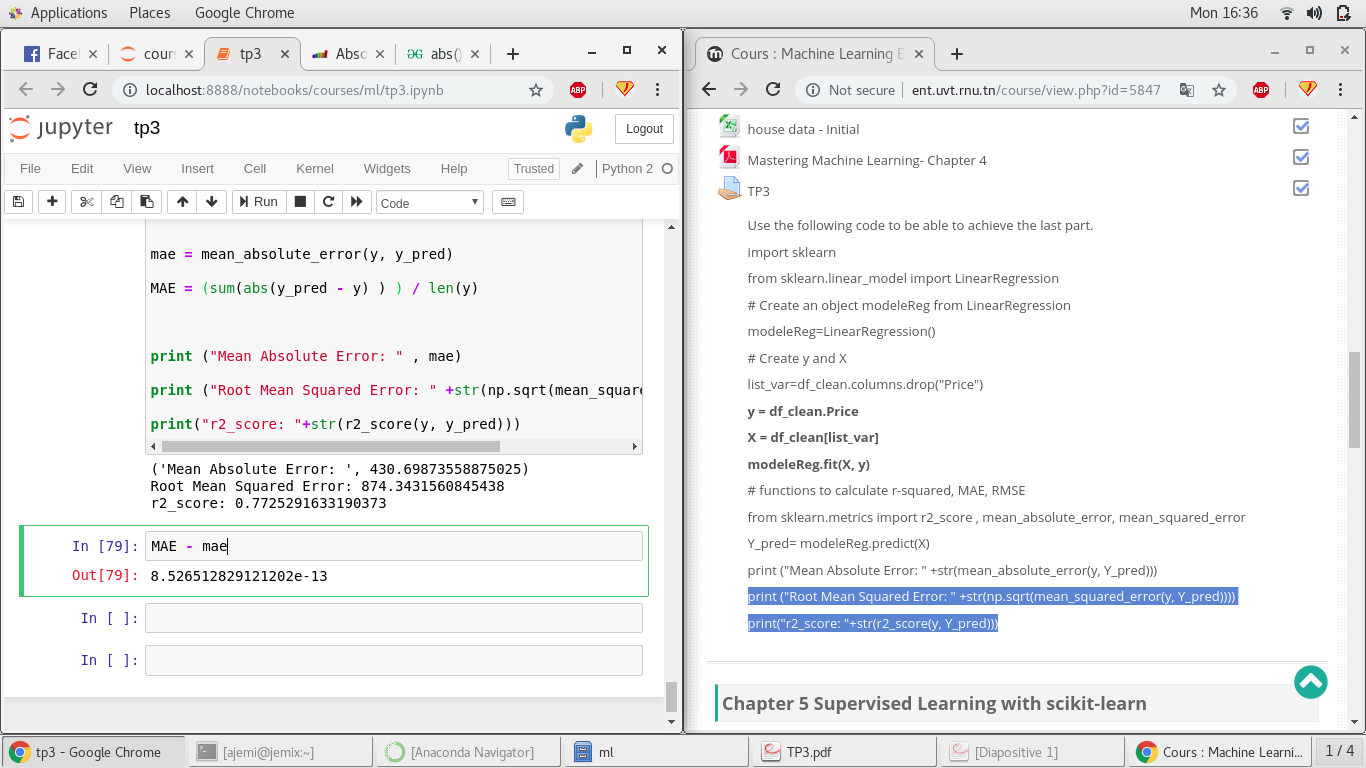 Applications Places Google Chrome Mon 16:36
Facel cours tp3 Abso abs()
localhost:8888/notebooks/courses/ml/tp3.ipynb ABP
jupyter tp3 Logout
File Edit View Insert Cell Kernel Widgets Help Trusted Python 2
Run Code
mae = mean_absolute_error(y, y_pred)
MAE = (sum(abs(y_pred - y) ) ) / len(y)
print ("Mean Absolute Error: " , mae)
print ("Root Mean Squared Error: " +str(np.sqrt(mean_square
print("r2_score: "+str(r2_score(y, y_pred)))
('Mean Absolute Error: ', 430.69873558875025)
Root Mean Squared Error: 874.3431560845438
r2_score: 0.7725291633190373
In [79]: MAE - mae
Out[79]: 8.526512829121202e-13
In [ ]:
In [ ]:
Cours : Machine Learning E
Not secure ent.uvt.rnu.tn/course/view.php?id=5847 ABP
house data - Initial
Mastering Machine Learning- Chapter 4
TP3
Use the following code to be able to achieve the last part.
import sklearn
from sklearn.linear_model import LinearRegression
# Create an object modeleReg from LinearRegression
modeleReg=LinearRegression()
# Create y and X
list_var=df_clean.columns.drop("Price")
y = df_clean.Price
X = df_clean[list_var]
modeleReg.fit(X, y)
# functions to calculate r-squared, MAE, RMSE
from sklearn.metrics import r2_score , mean_absolute_error, mean_squared_error
Y_pred= modeleReg.predict(X)
print ("Mean Absolute Error: " +str(mean_absolute_error(y, Y_pred)))
print ("Root Mean Squared Error: " +str(np.sqrt(mean_squared_error(y, Y_pred))))
print("r2_score: "+str(r2_score(y, Y_pred)))
Chapter 5 Supervised Learning with scikit-learn
tp3 - Google Chrome [ajemi@jemix:~] [Anaconda Navigator] ml TP3.pdf [Diapositive 1] Cours : Machine Learni... 1 / 4